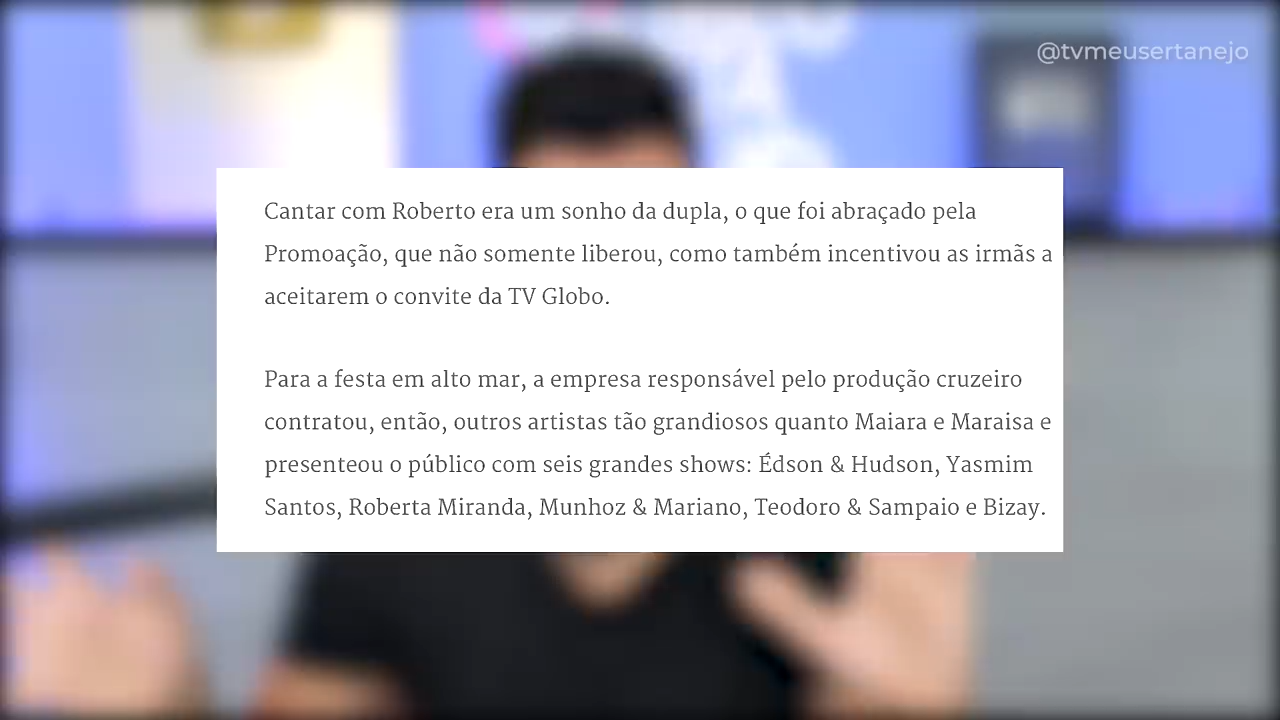 @tvmeusertanejo
Cantar com Roberto era um sonho da dupla, o que foi abraçado pela
Promoação, que não somente liberou, como também incentivou as irmãs a
aceitarem o convite da TV Globo.
Para a festa em alto mar, a empresa responsável pelo produção cruzeiro
contratou, então, outros artistas tão grandiosos quanto Maiara e Maraisa e
presenteou o público com seis grandes shows: Édson & Hudson, Yasmim
Santos, Roberta Miranda, Munhoz & Mariano, Teodoro & Sampaio e Bizay.